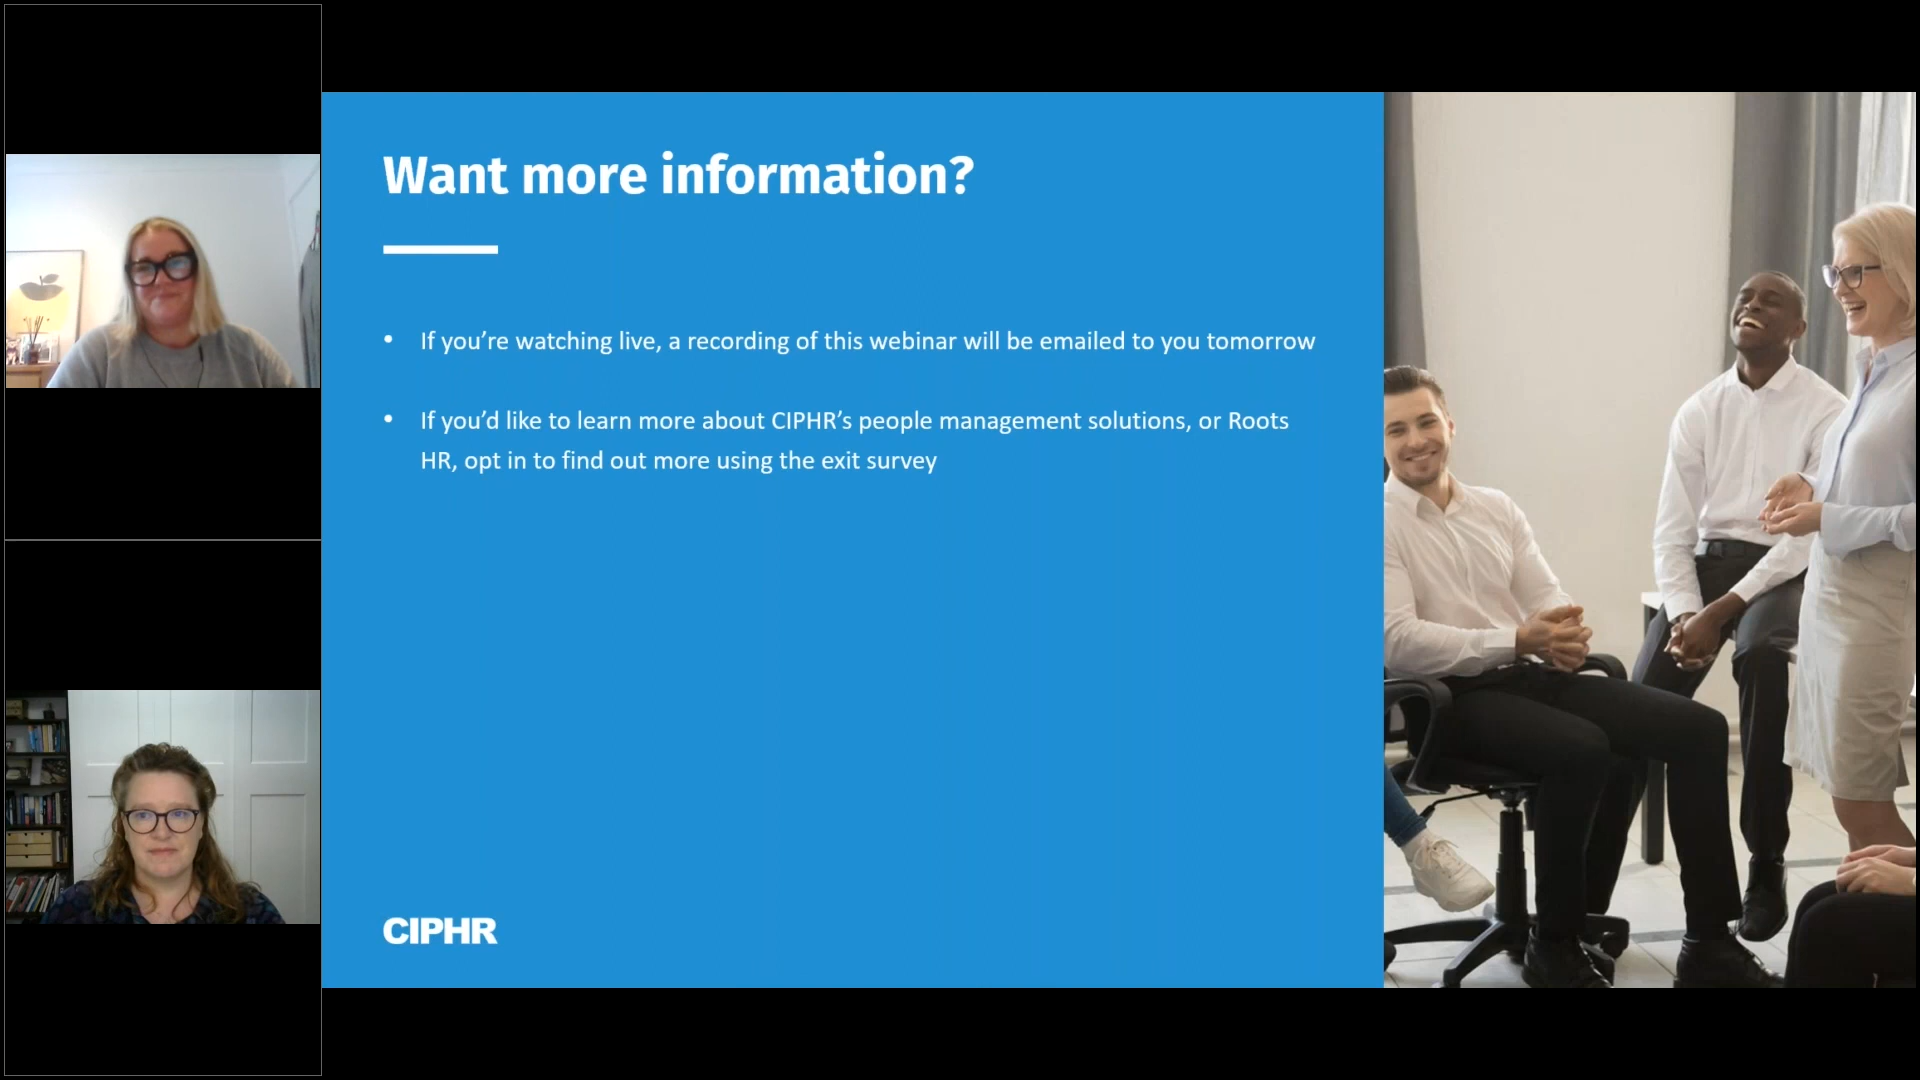 Want more information?
• If you’re watching live, a recording of this webinar will be emailed to you tomorrow
• If you’d like to learn more about CIPHR’s people management solutions, or Roots
HR, opt in to find out more using the exit survey
CIPHR